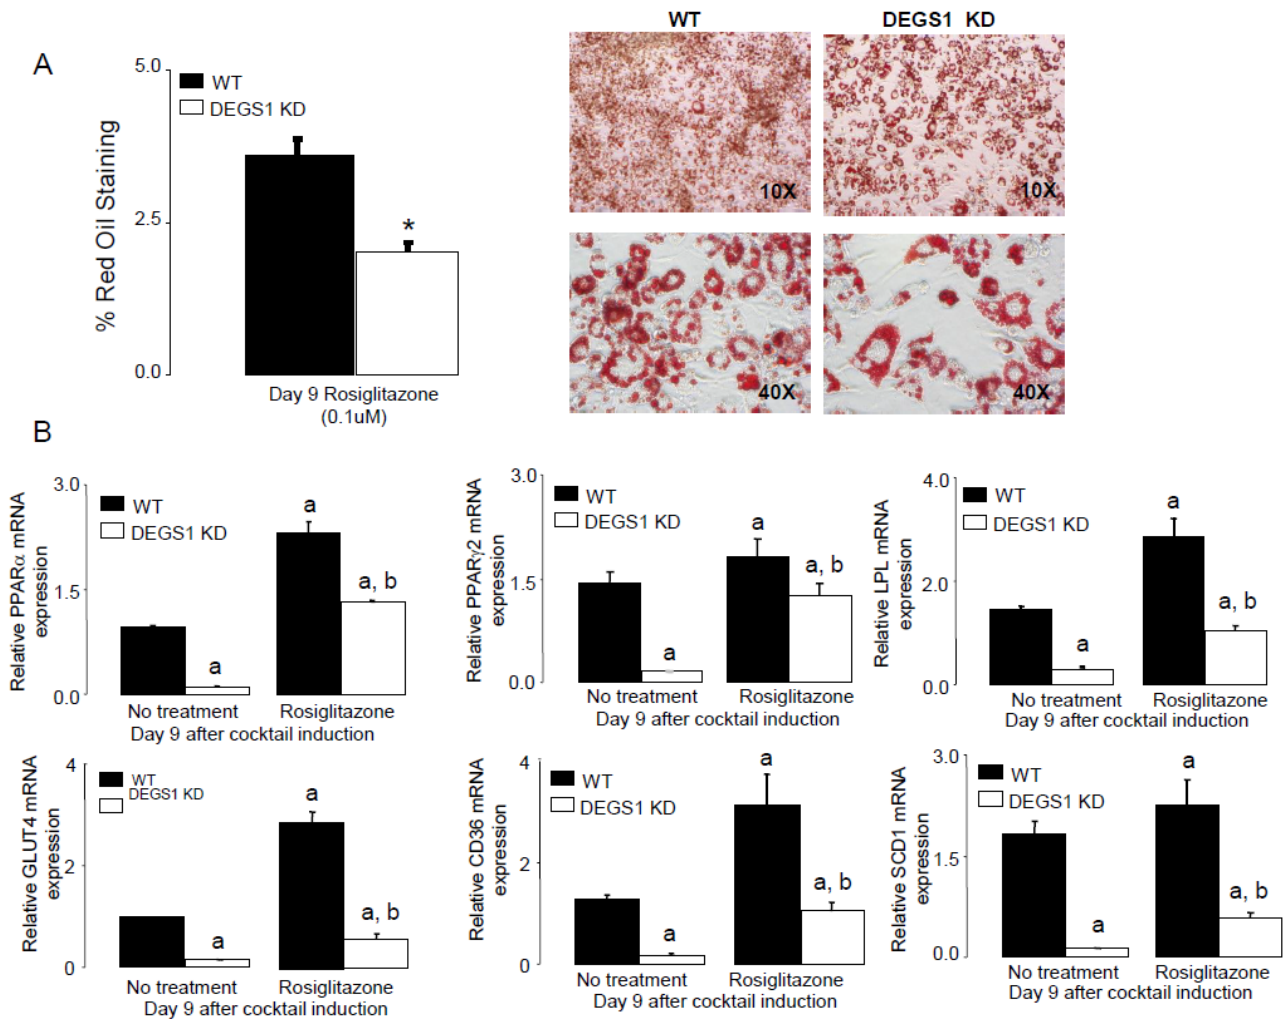 A
5.0
2.5
0.0
% Red Oil Staining
WT
DEGS1 KD
*
Day 9 Rosiglitazone
(0.1uM)
WT
DEGS1 KD
10X
10X
40X
40X
B
Relative PPARα mRNA
expression
3.0
1.5
0.0
WT
DEGS1 KD
a
a
a, b
No treatment
Rosiglitazone
Day 9 after cocktail induction
Relative PPARγ2 mRNA
expression
3.0
1.5
0.0
WT
DEGS1 KD
a
a
a, b
No treatment
Rosiglitazone
Day 9 after cocktail induction
Relative LPL mRNA
expression
4.0
2.0
0.0
WT
DEGS1 KD
a
a
a, b
No treatment
Rosiglitazone
Day 9 after cocktail induction
Relative GLUT4 mRNA
expression
4
2
0
WT
DEGS1 KD
a
a
a, b
No treatment
Rosiglitazone
Day 9 after cocktail induction
Relative CD36 mRNA
expression
4
2
0
WT
DEGS1 KD
a
a
a, b
No treatment
Rosiglitazone
Day 9 after cocktail induction
Relative SCD1 mRNA
expression
3.0
1.5
0.0
WT
DEGS1 KD
a
a
a, b
No treatment
Rosiglitazone
Day 9 after cocktail induction